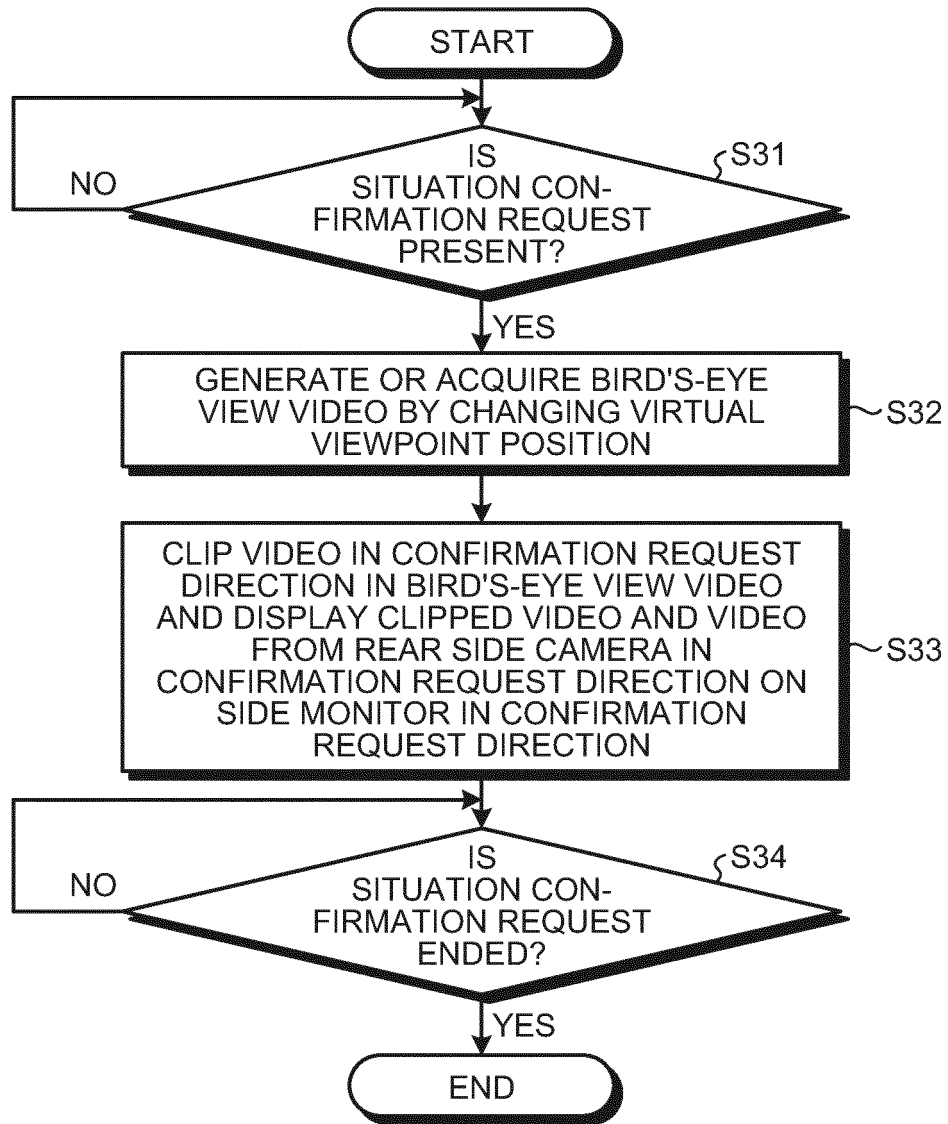 START
IS
SITUATION CON-
FIRMATION REQUEST
PRESENT?
S31
NO
YES
GENERATE OR ACQUIRE BIRD'S-EYE
VIEW VIDEO BY CHANGING VIRTUAL
VIEWPOINT POSITION
S32
CLIP VIDEO IN CONFIRMATION REQUEST
DIRECTION IN BIRD'S-EYE VIEW VIDEO
AND DISPLAY CLIPPED VIDEO AND VIDEO
FROM REAR SIDE CAMERA IN
CONFIRMATION REQUEST DIRECTION ON
SIDE MONITOR IN CONFIRMATION
REQUEST DIRECTION
S33
IS
SITUATION CON-
FIRMATION REQUEST
ENDED?
S34
NO
YES
END